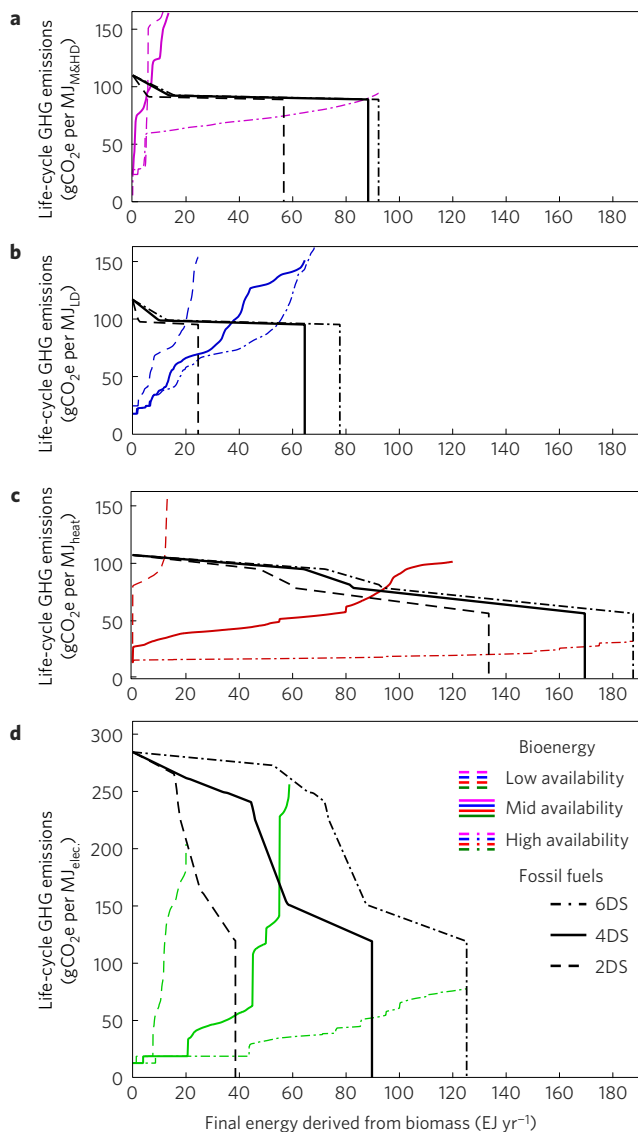 a
Life-cycle GHG emissions
(gCO₂e per MJ_M&HD)
150
100
50
0
0 20 40 60 80 100 120 140 160 180
b
Life-cycle GHG emissions
(gCO₂e per MJ_LD)
150
100
50
0
0 20 40 60 80 100 120 140 160 180
c
Life-cycle GHG emissions
(gCO₂e per MJ_heat)
150
100
50
0
0 20 40 60 80 100 120 140 160 180
d
Life-cycle GHG emissions
(gCO₂e per MJ_elec.)
300
250
200
150
100
50
0
0 20 40 60 80 100 120 140 160 180
Final energy derived from biomass (EJ yr⁻¹)
Bioenergy
Low availability
Mid availability
High availability
Fossil fuels
6DS
4DS
2DS